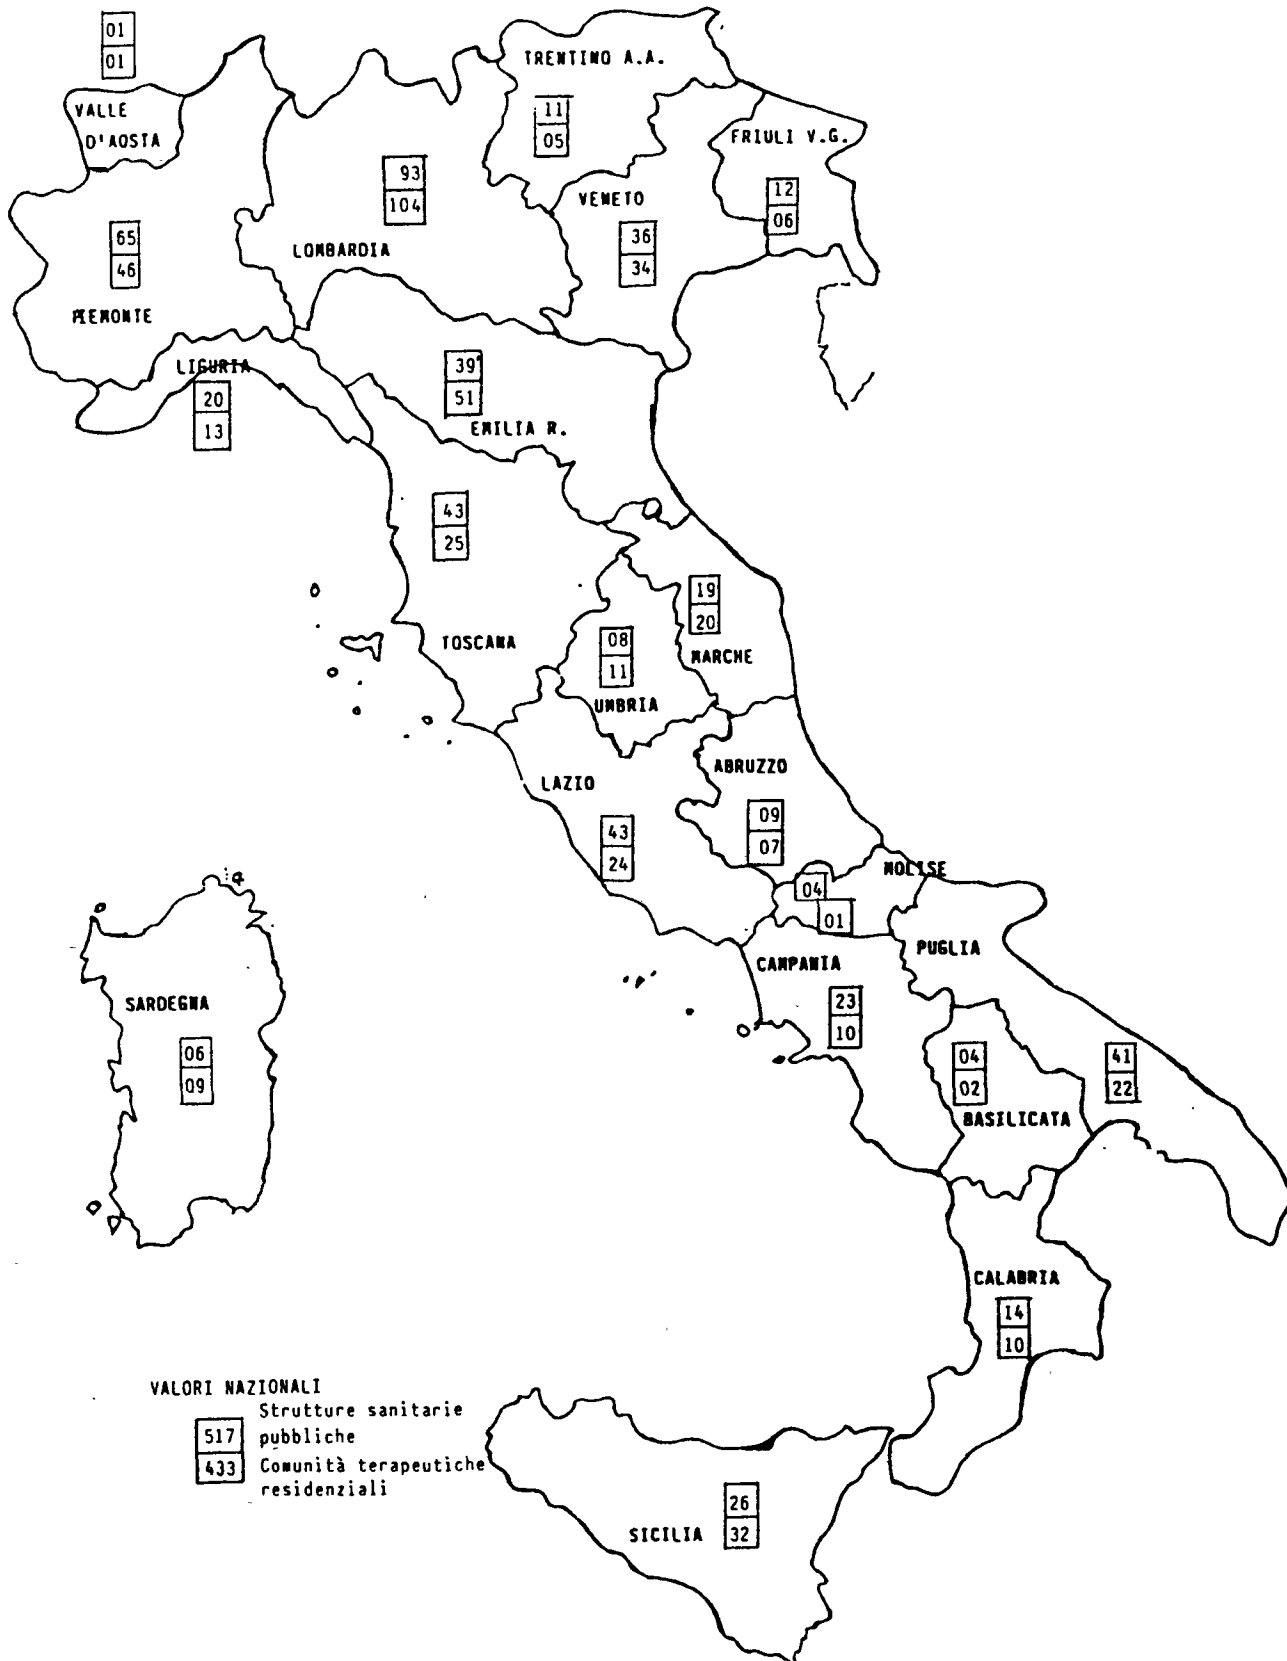 01
01
VALLE
D'AOSTA
TRENTINO A.A.
11
05
FRIULI V.G.
12
06
93
104
LOMBARDIA
VENETO
36
34
65
46
PIEMONTE
LIGURIA
20
13
39
51
EMILIA R.
43
25
TOSCANA
19
20
MARCHE
08
11
UMBRIA
LAZIO
43
24
ABRUZZO
09
07
MOLISE
04
01
PUGLIA
CAMPANIA
23
10
SARDEGNA
06
09
04
02
BASILICATA
41
22
CALABRIA
14
10
VALORI NAZIONALI
517
Strutture sanitarie
pubbliche
433
Comunità terapeutiche
residenziali
26
32
SICILIA